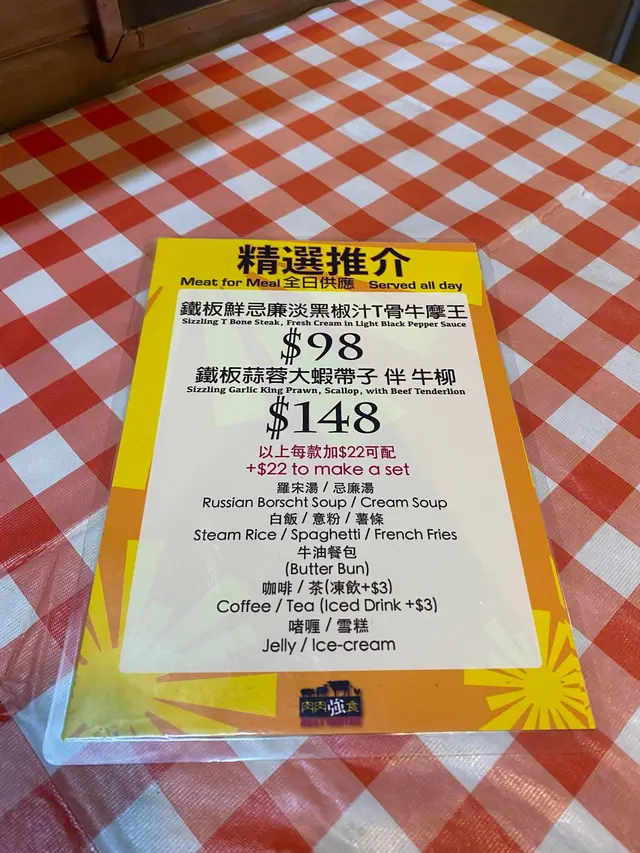 精選推介
Meat for Meal 全日供應 Served all day
鐵板鮮忌廉淡黑椒汁T骨牛摩王
Sizzling T Bone Steak, Fresh Cream in Light Black Pepper Sauce
$98
鐵板蒜蓉大蝦帶子 伴 牛柳
Sizzling Garlic King Prawn, Scallop, with Beef Tenderlion
$148
以上每款加$22可配
+$22 to make a set
羅宋湯 / 忌廉湯
Russian Borscht Soup / Cream Soup
白飯 / 意粉 / 薯條
Steam Rice / Spaghetti / French Fries
牛油餐包
(Butter Bun)
咖啡 / 茶(凍飲+$3)
Coffee / Tea (Iced Drink +$3)
啫喱 / 雪糕
Jelly / Ice-cream
肉肉強食